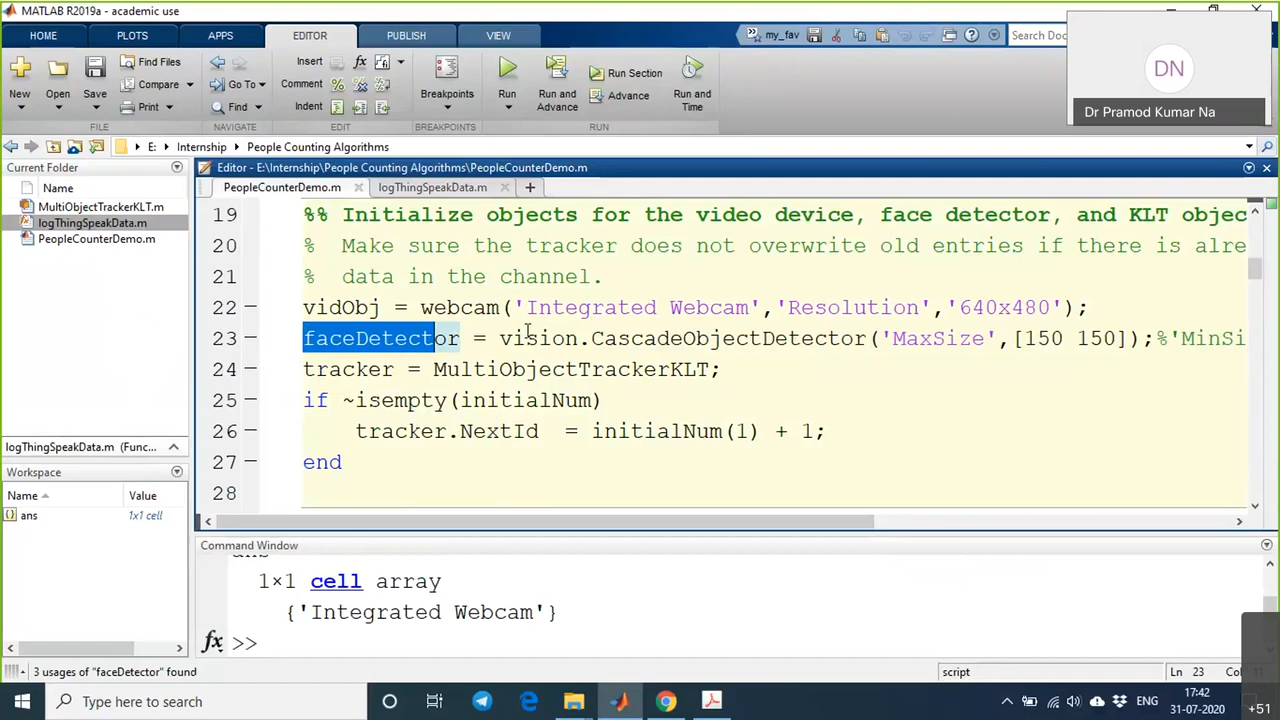 MATLAB R2019a - academic use
HOME PLOTS APPS EDITOR PUBLISH VIEW
my_fav
Search Doc
New Open Save Find Files Compare Print
Go To Find
Insert fx
Comment
Indent
Breakpoints
Run Run and Advance Run Section Advance Run and Time
FILE NAVIGATE EDIT BREAKPOINTS RUN
DN
Dr Pramod Kumar Na
E: Internship People Counting Algorithms
Current Folder
Name
MultiObjectTrackerKLT.m
logThingSpeakData.m
PeopleCounterDemo.m
logThingSpeakData.m (Func...
Workspace
Name Value
ans 1x1 cell
Editor - E:\Internship\People Counting Algorithms\PeopleCounterDemo.m
PeopleCounterDemo.m logThingSpeakData.m
19 %% Initialize objects for the video device, face detector, and KLT objec
20 % Make sure the tracker does not overwrite old entries if there is alre
21 % data in the channel.
22 vidObj = webcam('Integrated Webcam','Resolution','640x480');
23 faceDetector = vision.CascadeObjectDetector('MaxSize',[150 150]);%'MinSi
24 tracker = MultiObjectTrackerKLT;
25 if ~isempty(initialNum)
26 tracker.NextId = initialNum(1) + 1;
27 end
28
Command Window
1×1 cell array
{'Integrated Webcam'}
fx >>
3 usages of "faceDetector" found
script
Ln 23
Type here to search
ENG
17:42
31-07-2020
+51